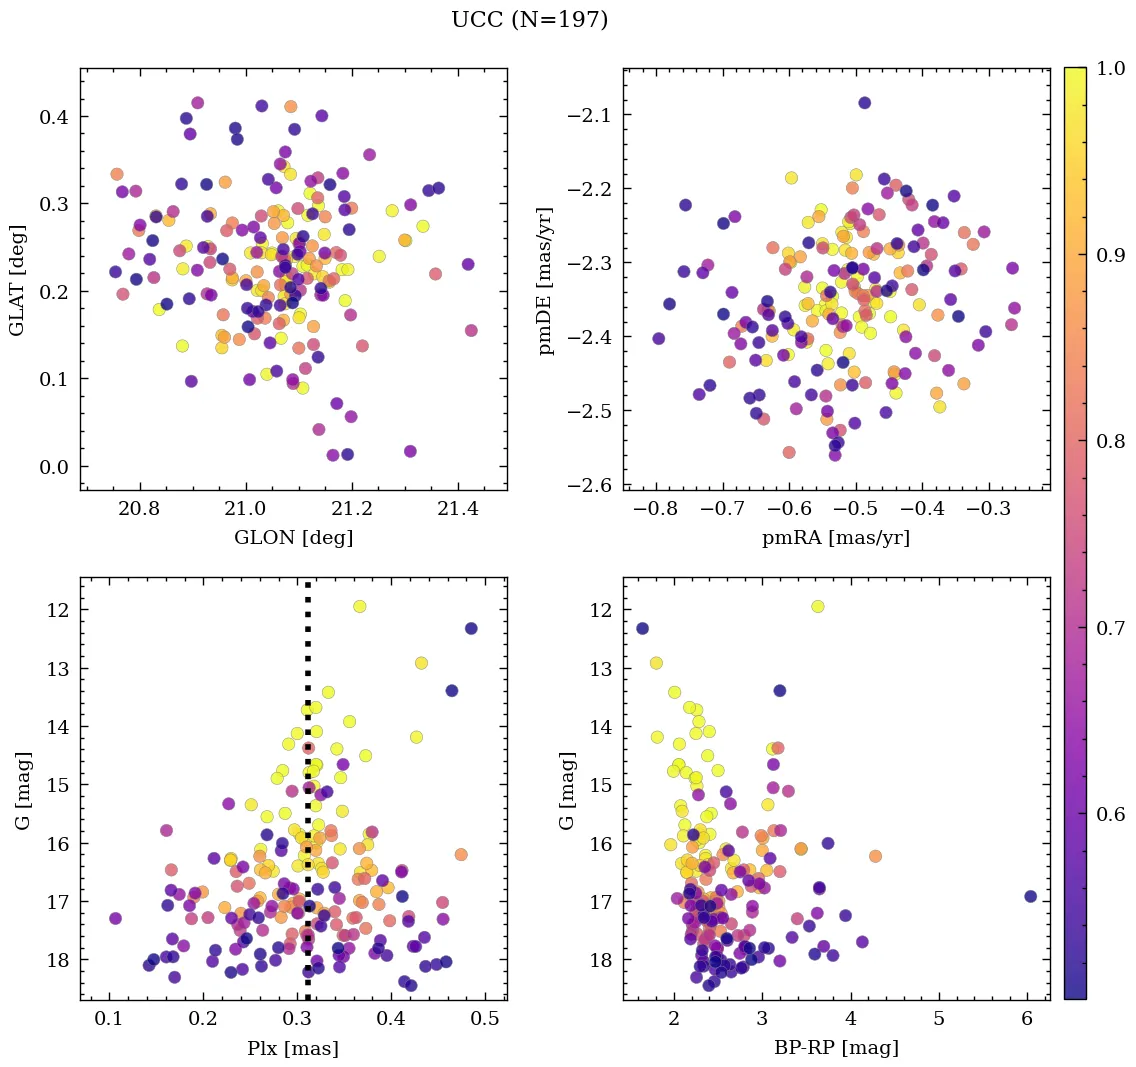 UCC (N=197)
0.4
0.3
0.2
0.1
0.0
GLAT [deg]
20.8 21.0 21.2 21.4
GLON [deg]
−2.1
−2.2
−2.3
−2.4
−2.5
−2.6
pmDE [mas/yr]
−0.8 −0.7 −0.6 −0.5 −0.4 −0.3
pmRA [mas/yr]
1.0
0.9
0.8
0.7
0.6
12
13
14
15
16
17
18
G [mag]
0.1 0.2 0.3 0.4 0.5
Plx [mas]
12
13
14
15
16
17
18
G [mag]
2 3 4 5 6
BP-RP [mag]